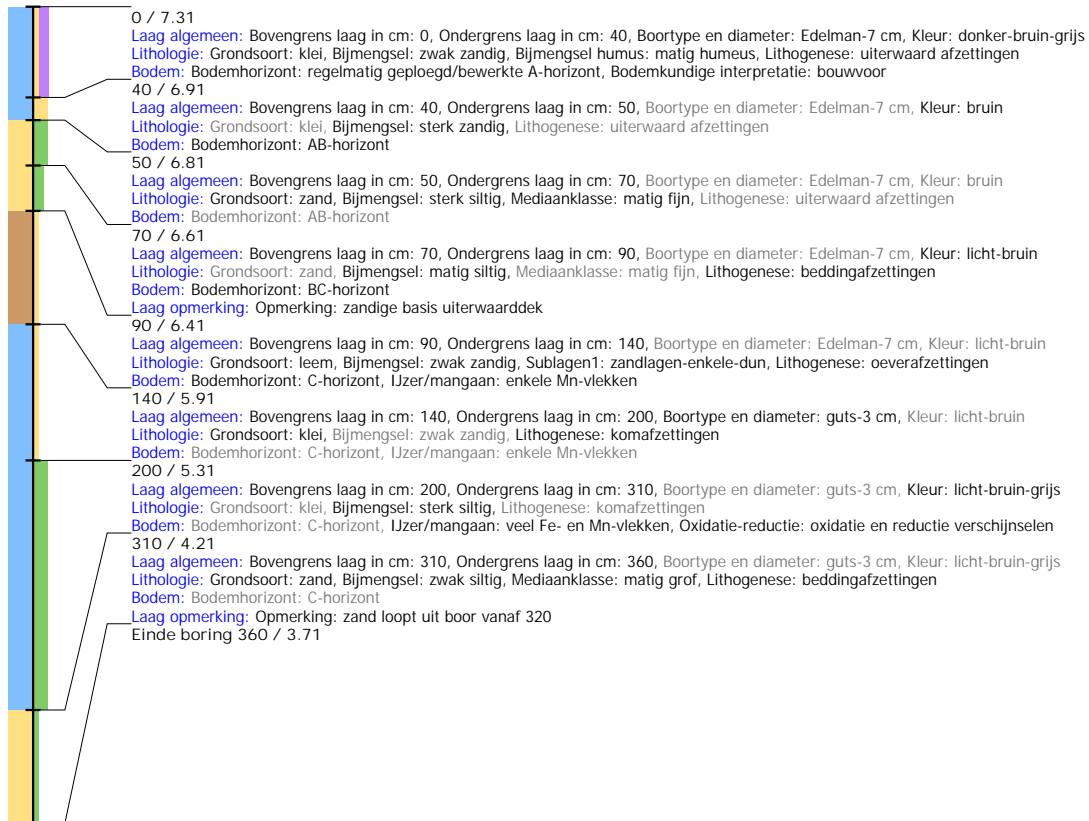 0 / 7.31
Laag algemeen: Bovengrens laag in cm: 0, Ondergrens laag in cm: 40, Boortype en diameter: Edelman-7 cm, Kleur: donker-bruin-grijs
Lithologie: Grondsoort: klei, Bijmengsel: zwak zandig, Bijmengsel humus: matig humeus, Lithogenese: uiterwaard afzettingen
Bodem: Bodemhorizont: regelmatig geploegd/bewerkte A-horizont, Bodemkundige interpretatie: bouwvoor
40 / 6.91
Laag algemeen: Bovengrens laag in cm: 40, Ondergrens laag in cm: 50, Boortype en diameter: Edelman-7 cm, Kleur: bruin
Lithologie: Grondsoort: klei, Bijmengsel: sterk zandig, Lithogenese: uiterwaard afzettingen
Bodem: Bodemhorizont: AB-horizont
50 / 6.81
Laag algemeen: Bovengrens laag in cm: 50, Ondergrens laag in cm: 70, Boortype en diameter: Edelman-7 cm, Kleur: bruin
Lithologie: Grondsoort: zand, Bijmengsel: sterk siltig, Mediaanklasse: matig fijn, Lithogenese: uiterwaard afzettingen
Bodem: Bodemhorizont: AB-horizont
70 / 6.61
Laag algemeen: Bovengrens laag in cm: 70, Ondergrens laag in cm: 90, Boortype en diameter: Edelman-7 cm, Kleur: licht-bruin
Lithologie: Grondsoort: zand, Bijmengsel: matig siltig, Mediaanklasse: matig fijn, Lithogenese: beddingafzettingen
Bodem: Bodemhorizont: BC-horizont
Laag opmerking: Opmerking: zandige basis uiterwaarddek
90 / 6.41
Laag algemeen: Bovengrens laag in cm: 90, Ondergrens laag in cm: 140, Boortype en diameter: Edelman-7 cm, Kleur: licht-bruin
Lithologie: Grondsoort: leem, Bijmengsel: zwak zandig, Sublagen1: zandlagen-enkele-dun, Lithogenese: oeverafzettingen
Bodem: Bodemhorizont: C-horizont, IJzer/mangaan: enkele Mn-vlekken
140 / 5.91
Laag algemeen: Bovengrens laag in cm: 140, Ondergrens laag in cm: 200, Boortype en diameter: guts-3 cm, Kleur: licht-bruin
Lithologie: Grondsoort: klei, Bijmengsel: zwak zandig, Lithogenese: komafzettingen
Bodem: Bodemhorizont: C-horizont, IJzer/mangaan: enkele Mn-vlekken
200 / 5.31
Laag algemeen: Bovengrens laag in cm: 200, Ondergrens laag in cm: 310, Boortype en diameter: guts-3 cm, Kleur: licht-bruin-grijs
Lithologie: Grondsoort: klei, Bijmengsel: sterk siltig, Lithogenese: komafzettingen
Bodem: Bodemhorizont: C-horizont, IJzer/mangaan: veel Fe- en Mn-vlekken, Oxidatie-reductie: oxidatie en reductie verschijnselen
310 / 4.21
Laag algemeen: Bovengrens laag in cm: 310, Ondergrens laag in cm: 360, Boortype en diameter: guts-3 cm, Kleur: licht-bruin-grijs
Lithologie: Grondsoort: zand, Bijmengsel: zwak siltig, Mediaanklasse: matig grof, Lithogenese: beddingafzettingen
Bodem: Bodemhorizont: C-horizont
Laag opmerking: Opmerking: zand loopt uit boor vanaf 320
Einde boring 360 / 3.71